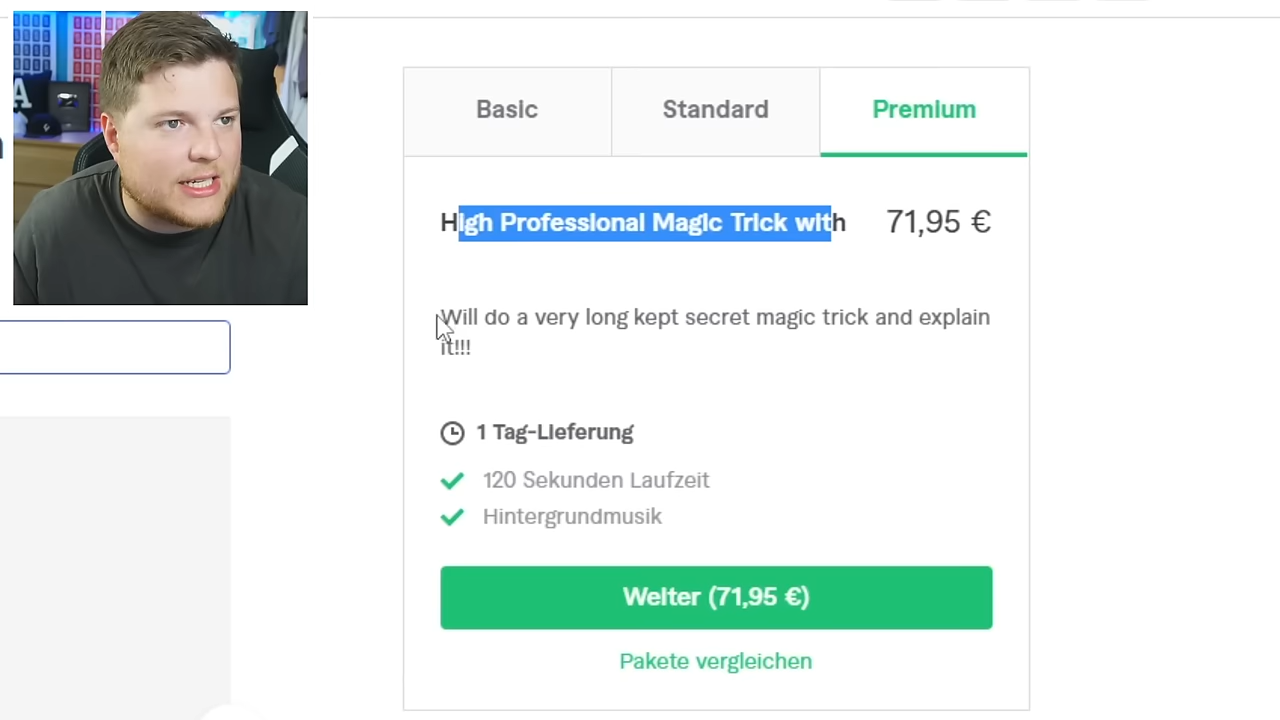 Basic
Standard
Premium
High Professional Magic Trick with
71,95 €
Will do a very long kept secret magic trick and explain
it!!!
1 Tag-Lieferung
120 Sekunden Laufzeit
Hintergrundmusik
Weiter (71,95 €)
Pakete vergleichen
A